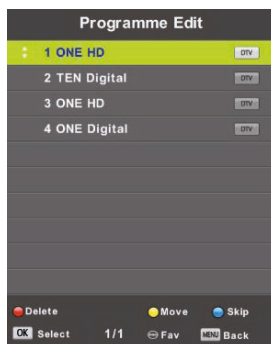 Programme Edit
1 ONE HD DTV
2 TEN Digital DTV
3 ONE HD DTV
4 ONE Digital DTV
Delete Move Skip
OK Select 1/1 Fav MENU Back